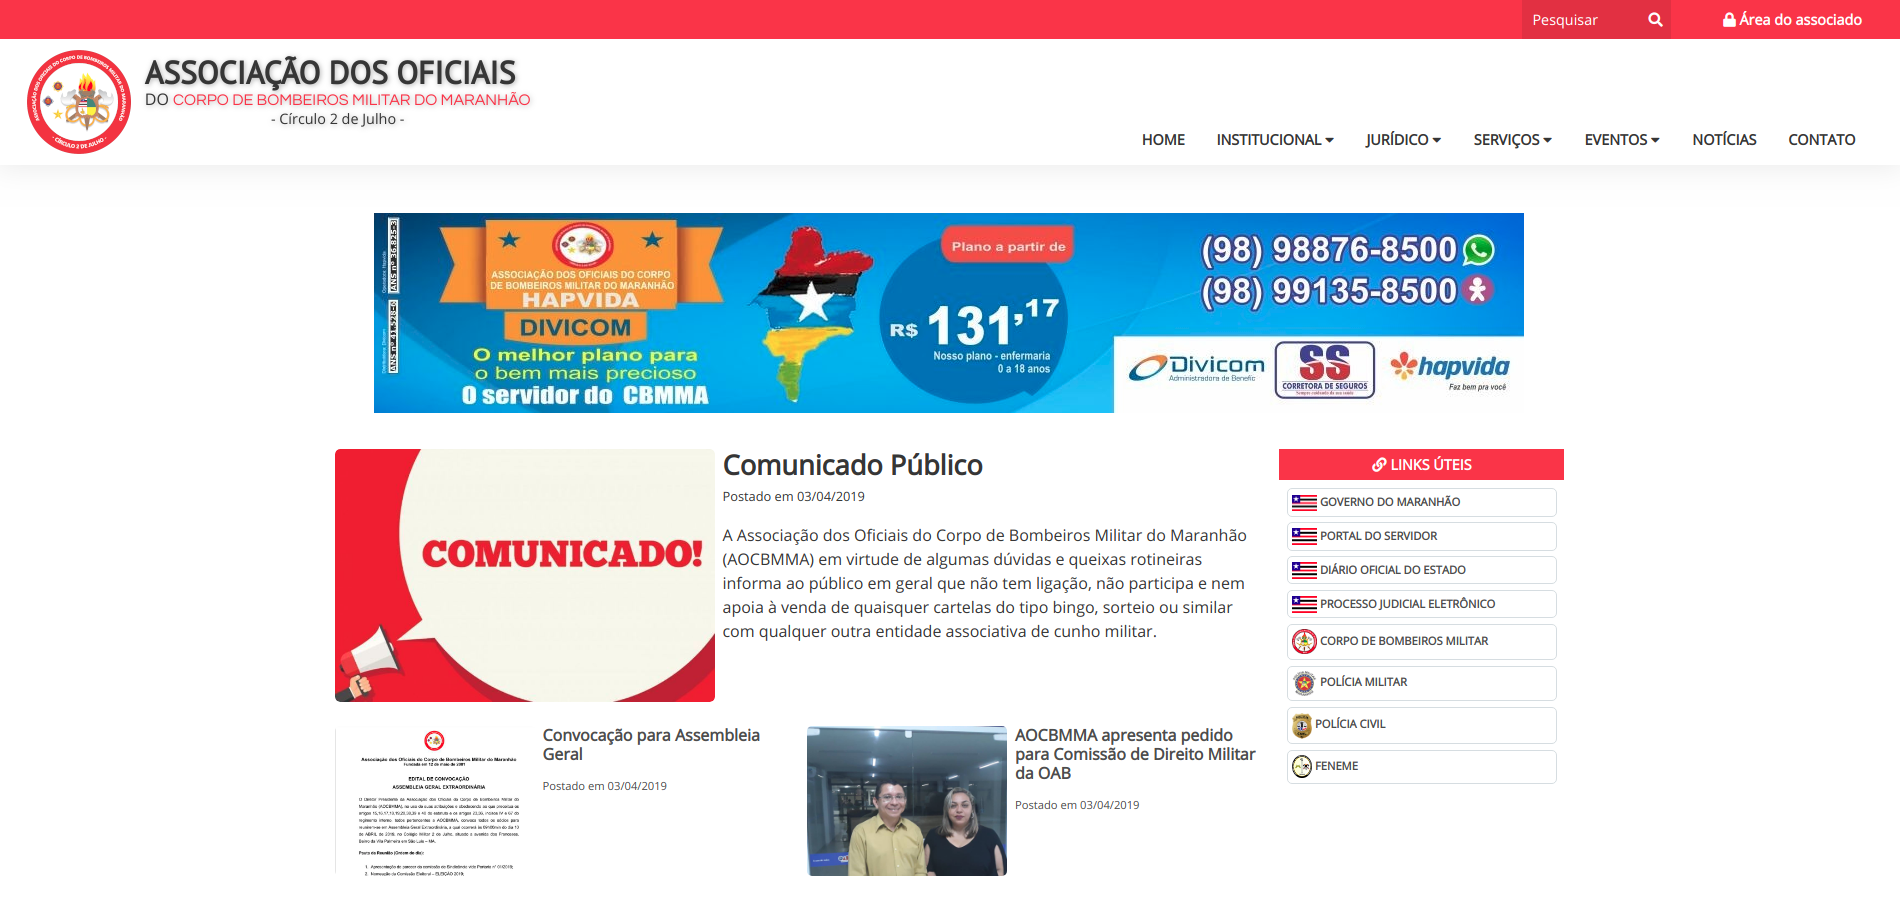 Pesquisar
Área do associado
ASSOCIAÇÃO DOS OFICIAIS
DO CORPO DE BOMBEIROS MILITAR DO MARANHÃO
- Círculo 2 de Julho -
HOME
INSTITUCIONAL
JURÍDICO
SERVIÇOS
EVENTOS
NOTÍCIAS
CONTATO
ASSOCIAÇÃO DOS OFICIAIS DO CORPO
DE BOMBEIROS MILITAR DO MARANHÃO
HAPVIDA
DIVICOM
O melhor plano para
o bem mais precioso
O servidor do CBMMA
Plano a partir de
R$ 131,17
Nosso plano - enfermaria
0 a 18 anos
(98) 98876-8500
(98) 99135-8500
Divicom
Administradora de Benefic
SS
CORRETORA DE SEGUROS
hapvida
Faz bem pra você
COMUNICADO!
Comunicado Público
Postado em 03/04/2019
A Associação dos Oficiais do Corpo de Bombeiros Militar do Maranhão
(AOCBMMA) em virtude de algumas dúvidas e queixas rotineiras
informa ao público em geral que não tem ligação, não participa e nem
apoia à venda de quaisquer cartelas do tipo bingo, sorteio ou similar
com qualquer outra entidade associativa de cunho militar.
LINKS ÚTEIS
GOVERNO DO MARANHÃO
PORTAL DO SERVIDOR
DIÁRIO OFICIAL DO ESTADO
PROCESSO JUDICIAL ELETRÔNICO
CORPO DE BOMBEIROS MILITAR
POLÍCIA MILITAR
POLÍCIA CIVIL
FENEME
Associação dos Oficiais do Corpo de Bombeiros Militar do Maranhão
EDITAL DE CONVOCAÇÃO
ASSEMBLEIA GERAL EXTRAORDINÁRIA
Convocação para Assembleia
Geral
Postado em 03/04/2019
AOCBMMA apresenta pedido
para Comissão de Direito Militar
da OAB
Postado em 03/04/2019